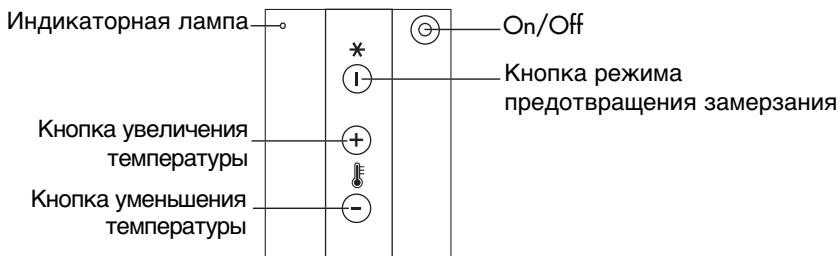 Индикаторная лампа
On/Off
Кнопка режима
предотвращения замерзания
Кнопка увеличения
температуры
Кнопка уменьшения
температуры